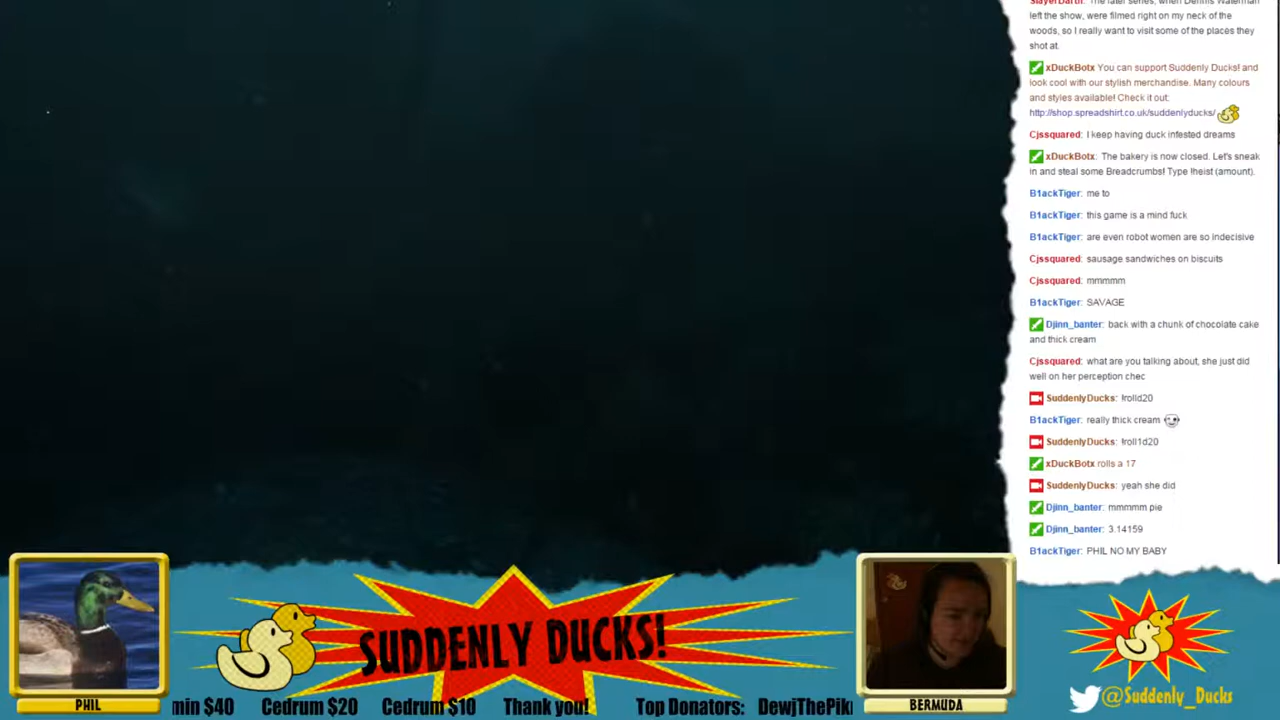 SlayerDarth: The later series, when Dennis Waterman
left the show, were filmed right on my neck of the
woods, so I really want to visit some of the places they
shot at.
xDuckBotx You can support Suddenly Ducks! and
look cool with our stylish merchandise. Many colours
and styles available! Check it out:
http://shop.spreadshirt.co.uk/suddenlyducks/
Cjssquared: I keep having duck infested dreams
xDuckBotx: The bakery is now closed. Let's sneak
in and steal some Breadcrumbs! Type !heist (amount).
B1ackTiger: me to
B1ackTiger: this game is a mind fuck
B1ackTiger: are even robot women are so indecisive
Cjssquared: sausage sandwiches on biscuits
Cjssquared: mmmmm
B1ackTiger: SAVAGE
Djinn_banter: back with a chunk of chocolate cake
and thick cream
Cjssquared: what are you talking about, she just did
well on her perception chec
SuddenlyDucks: !rolld20
B1ackTiger: really thick cream
SuddenlyDucks: !roll1d20
xDuckBotx rolls a 17
SuddenlyDucks: yeah she did
Djinn_banter: mmmmm pie
Djinn_banter: 3.14159
B1ackTiger: PHIL NO MY BABY
SUDDENLY DUCKS!
PHIL
min $40 Cedrum $20 Cedrum $10 Thank you! Top Donators: DewjThePik
BERMUDA
@Suddenly_Ducks